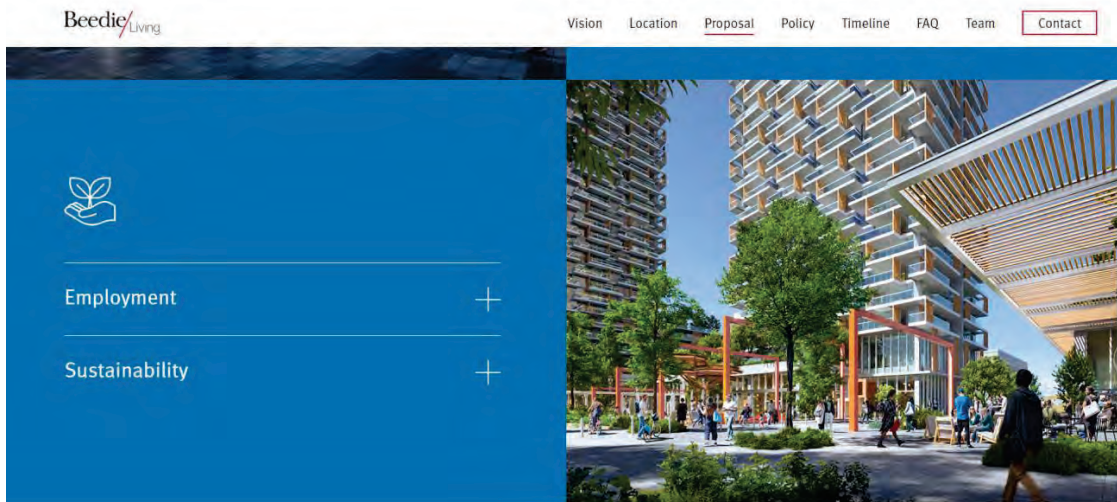 Beedie/Living
Vision Location Proposal Policy Timeline FAQ Team Contact
Employment
Sustainability